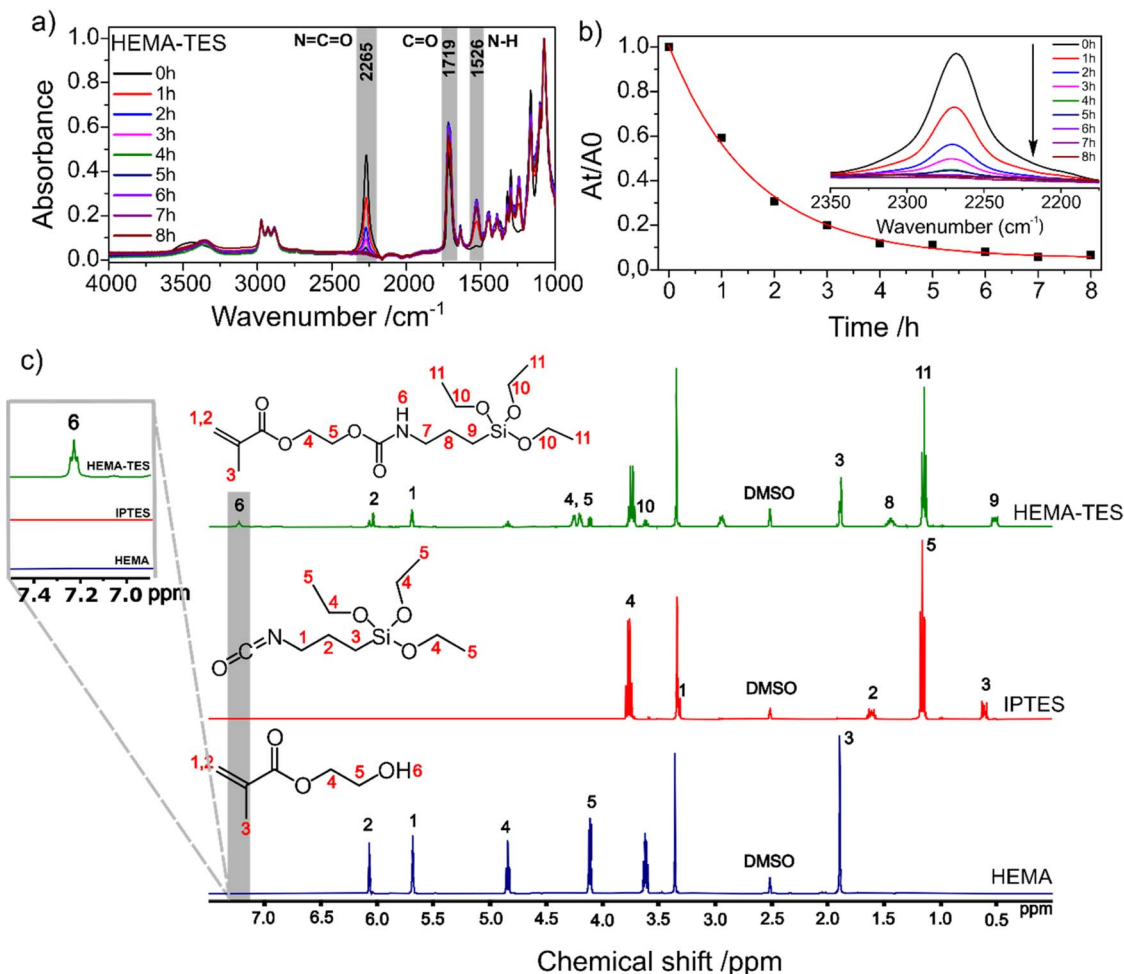 a)
HEMA-TES
N=C=O
2265
C=O
1719
1526
N-H
0h
1h
2h
3h
4h
5h
6h
7h
8h
1.0
0.8
0.6
0.4
0.2
0.0
Absorbance
4000 3500 3000 2500 2000 1500 1000
Wavenumber /cm-1
b)
1.0
0.8
0.6
0.4
0.2
0.0
At/A0
0h
1h
2h
3h
4h
5h
6h
7h
8h
2350 2300 2250 2200
Wavenumber (cm-1)
0 1 2 3 4 5 6 7 8
Time /h
c)
6
HEMA-TES
IPTES
HEMA
7.4 7.2 7.0 ppm
1,2
3
O
O
4
5
O
O
6
H
N
7
8
9
Si
O
10
11
O
10
11
O
10
11
6
2
1
4,
5
10
DMSO
3
8
11
9
HEMA-TES
O
C
N
1
2
3
Si
O
4
5
O
4
5
O
4
5
4
1
DMSO
2
5
3
IPTES
1,2
3
O
O
4
5
OH6
2
1
4
5
DMSO
3
HEMA
7.0 6.5 6.0 5.5 5.0 4.5 4.0 3.5 3.0 2.5 2.0 1.5 1.0 0.5 ppm
Chemical shift /ppm